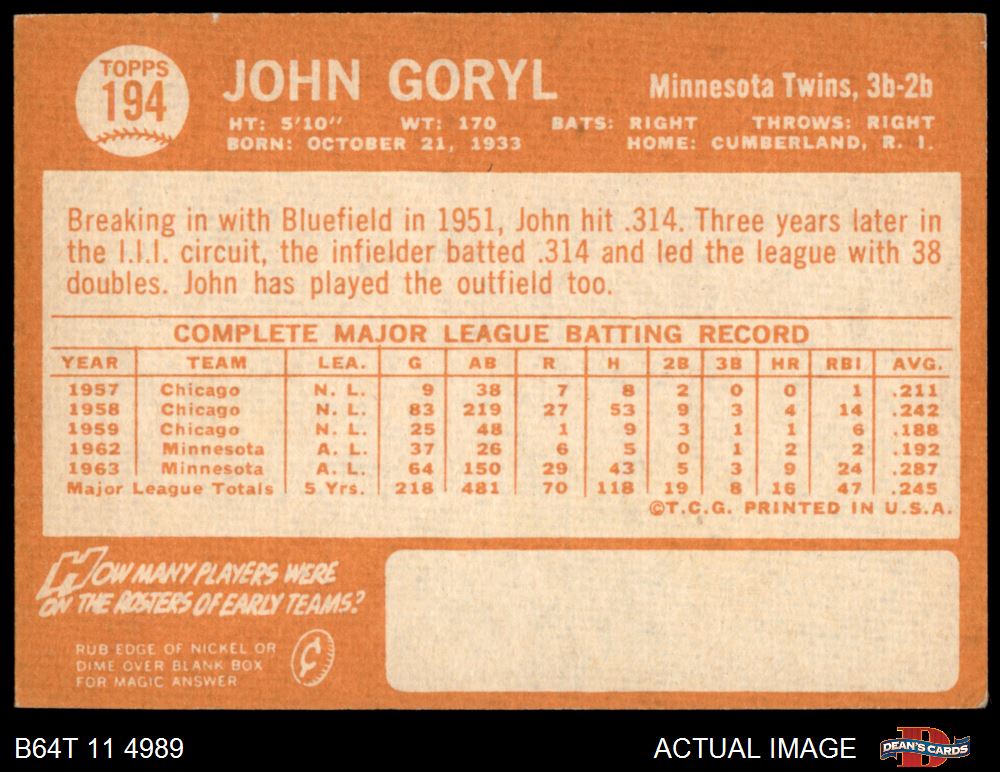 TOPPS
194
JOHN GORYL
Minnesota Twins, 3b-2b
HT: 5'10" WT: 170 BATS: RIGHT THROWS: RIGHT
BORN: OCTOBER 21, 1933 HOME: CUMBERLAND, R. I.
Breaking in with Bluefield in 1951, John hit .314. Three years later in
the I.I.I. circuit, the infielder batted .314 and led the league with 38
doubles. John has played the outfield too.
COMPLETE MAJOR LEAGUE BATTING RECORD
YEAR TEAM LEA. G AB R H 2B 3B HR RBI AVG.
1957 Chicago N. L. 9 38 7 8 2 0 0 1 .211
1958 Chicago N. L. 83 219 27 53 9 3 4 14 .242
1959 Chicago N. L. 25 48 1 9 3 1 1 6 .188
1962 Minnesota A. L. 37 26 6 5 0 1 2 2 .192
1963 Minnesota A. L. 64 150 29 43 5 3 9 24 .287
Major League Totals 5 Yrs. 218 481 70 118 19 8 16 47 .245
©T.C.G. PRINTED IN U.S.A.
HOW MANY PLAYERS WERE
ON THE ROSTERS OF EARLY TEAMS?
RUB EDGE OF NICKEL OR
DIME OVER BLANK BOX
FOR MAGIC ANSWER
¢
B64T 11 4989
ACTUAL IMAGE
D
DEAN'S CARDS